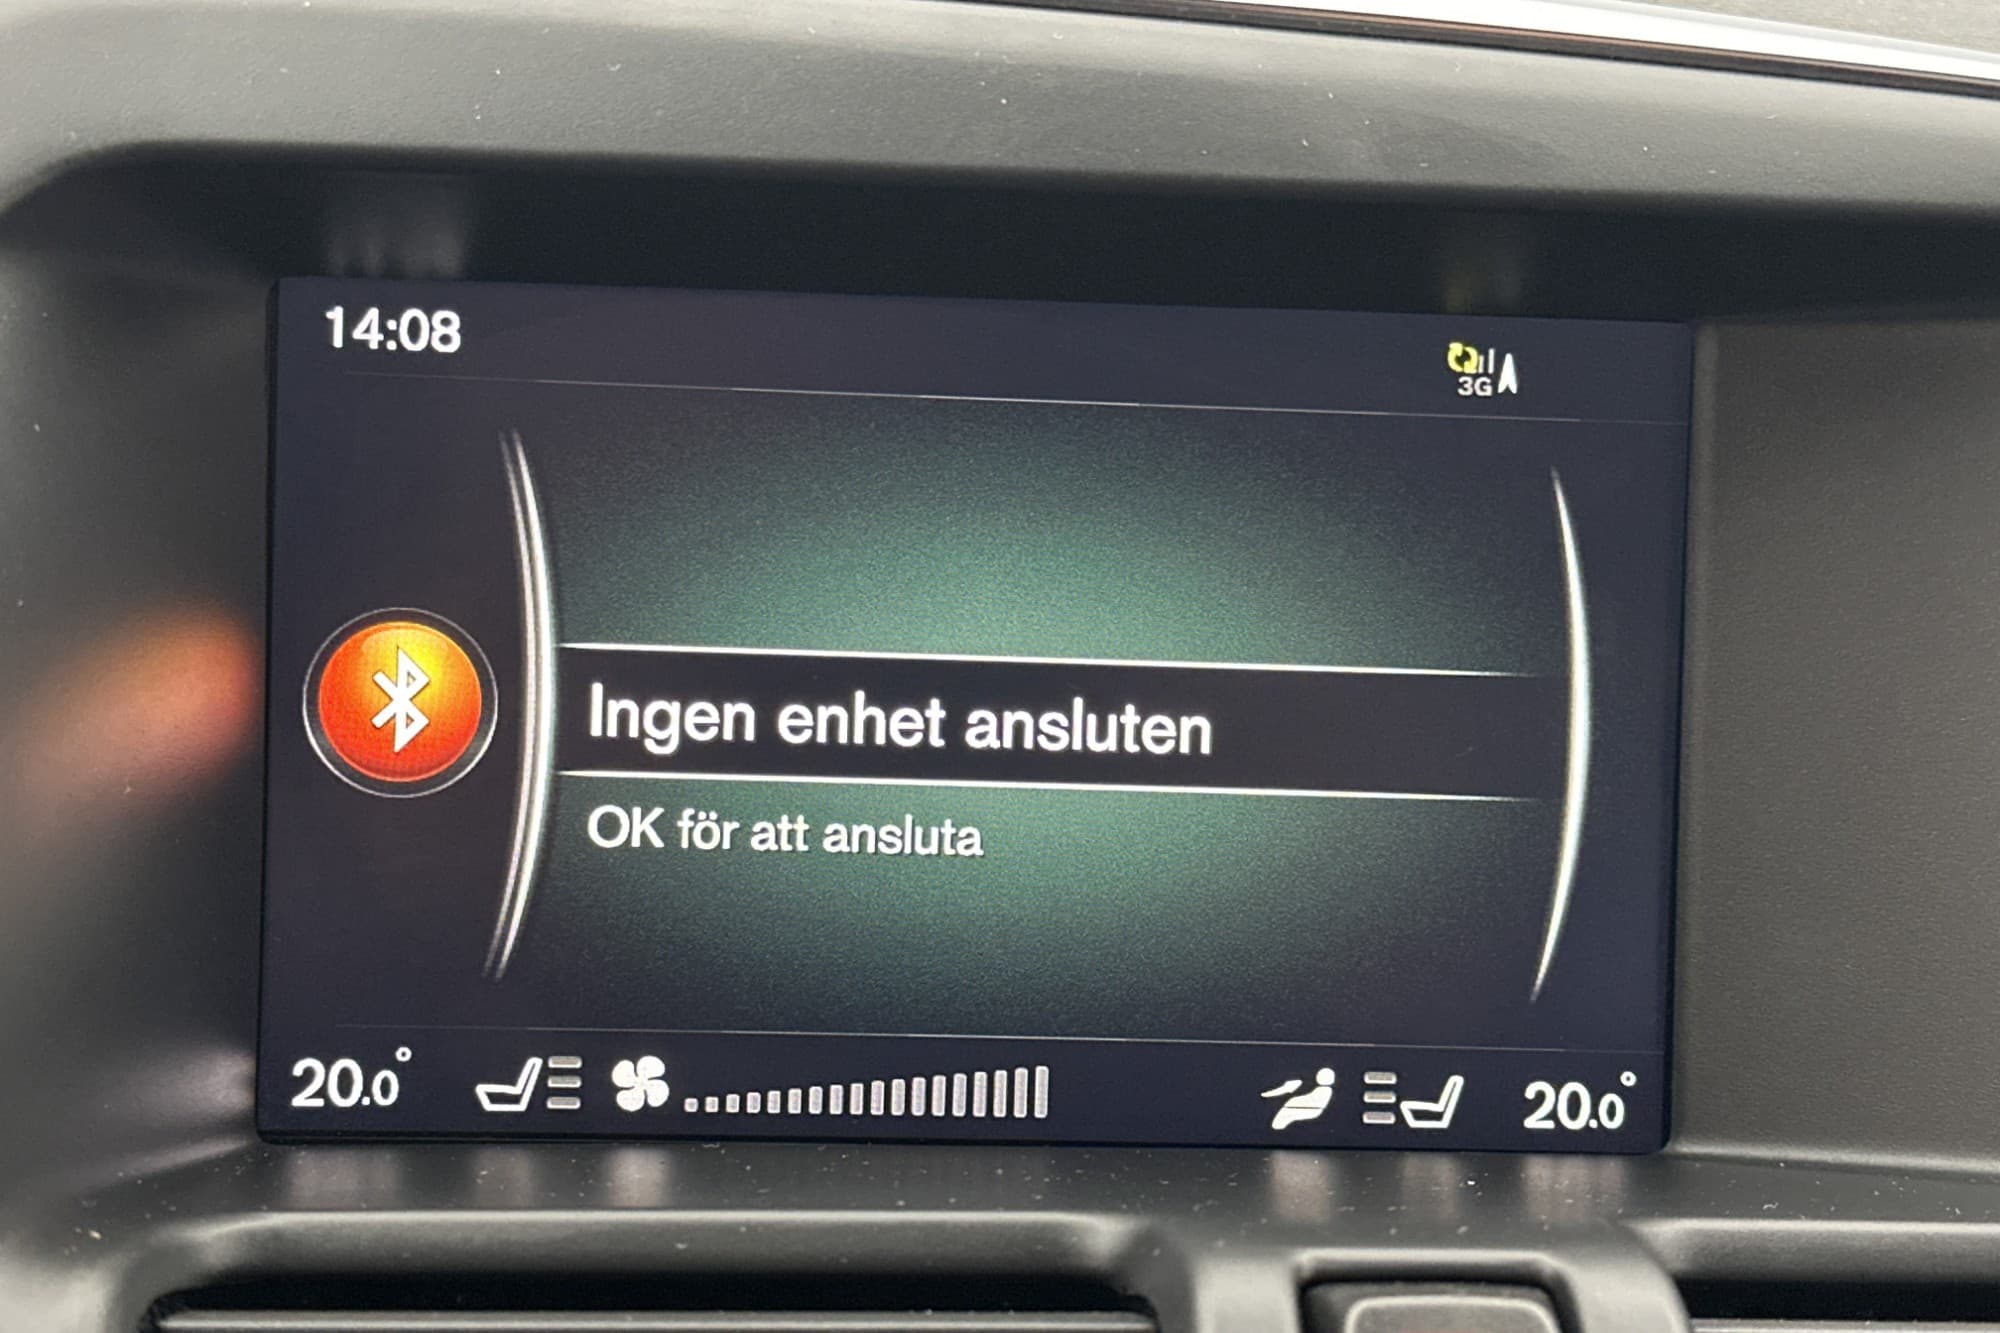 14:08
3G
Ingen enhet ansluten
OK för att ansluta
20.0°
20.0°